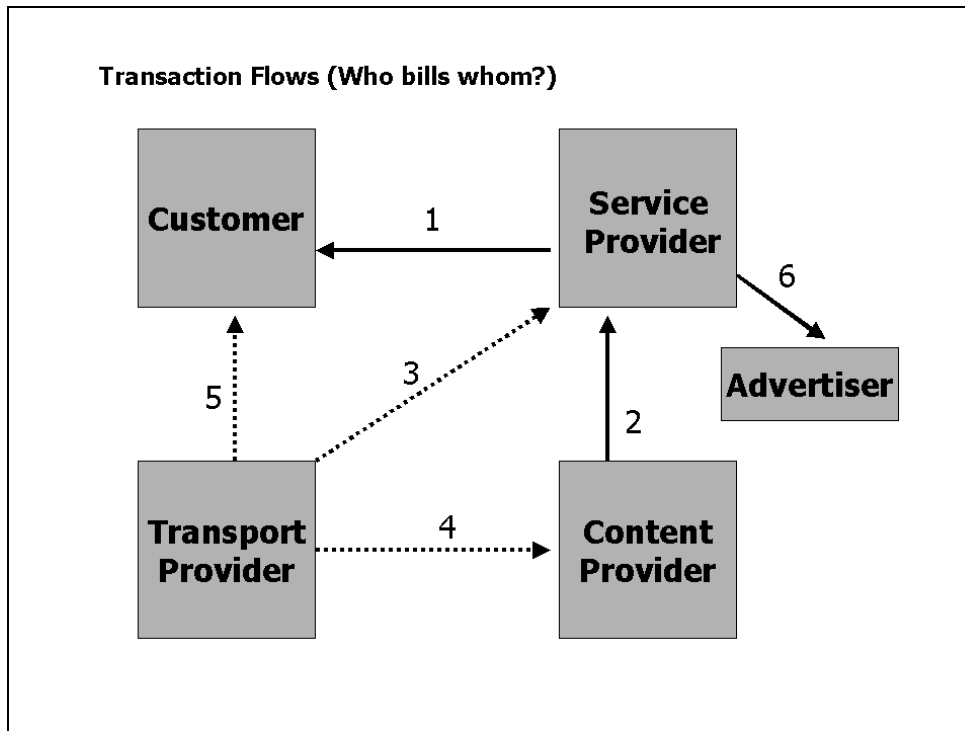 Transaction Flows (Who bills whom?)
Customer
1
Service
Provider
6
Advertiser
5
3
2
Transport
Provider
4
Content
Provider